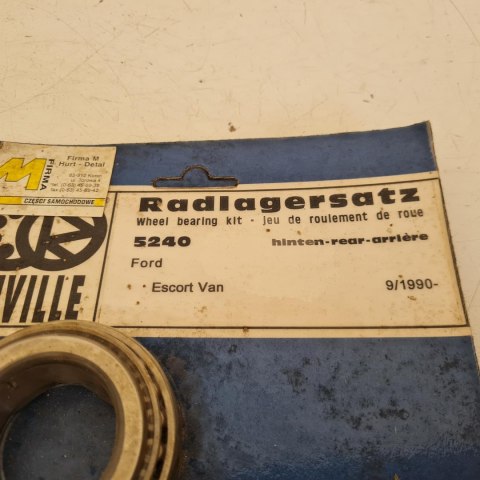 M
FIRMA
Firma M
Hurt - Detal
CZĘŚCI SAMOCHODOWE
VILLE
Radlagersatz
Wheel bearing kit - jeu de roulement de roue
5240 hinten-rear-arrière
Ford
Escort Van 9/1990-